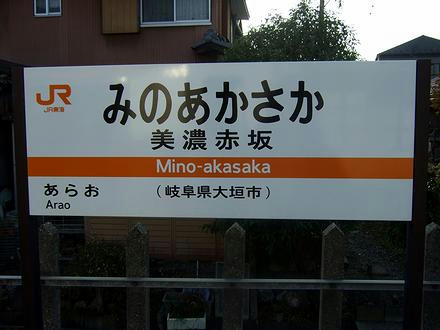 JR
JR東海
みのあかさか
美濃赤坂
Mino-akasaka
あらお
Arao
(岐阜県大垣市)